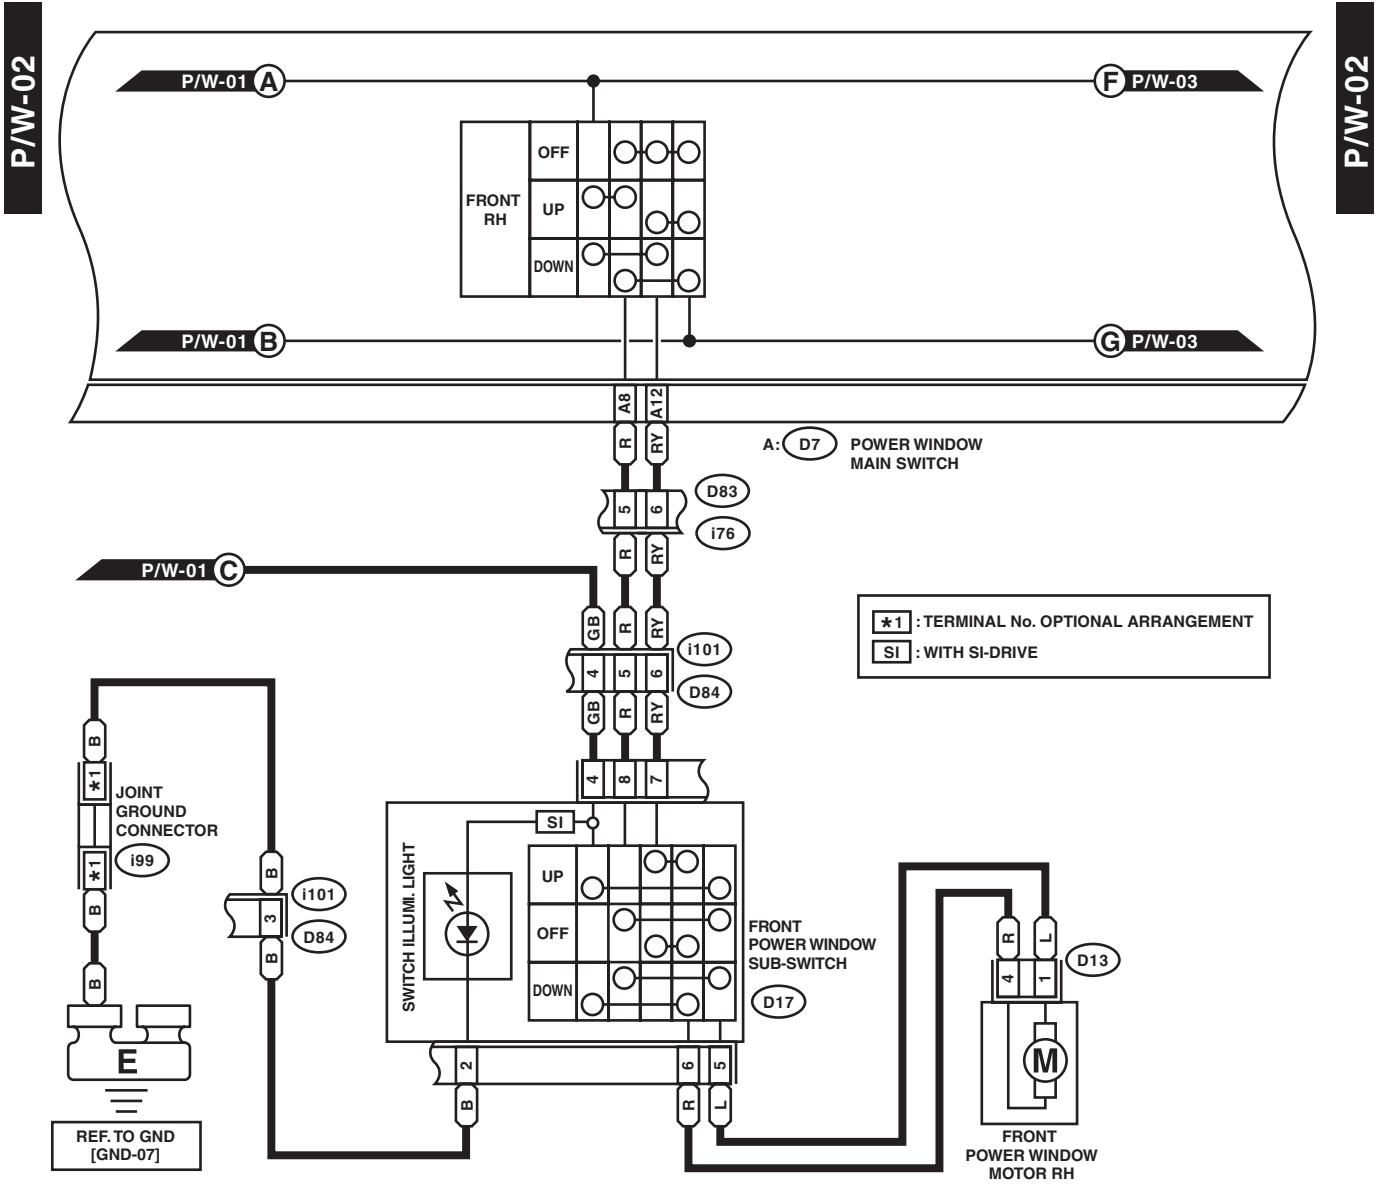 P/W-02
P/W-02
P/W-01 A
F P/W-03
FRONT
RH
OFF
UP
DOWN
P/W-01 B
G P/W-03
A8
A12
R
RY
A: D7 POWER WINDOW
MAIN SWITCH
5
6
D83
i76
R
RY
P/W-01 C
GB
R
RY
i101
4
5
6
D84
GB
R
RY
*1 : TERMINAL No. OPTIONAL ARRANGEMENT
SI : WITH SI-DRIVE
B
*1
JOINT
GROUND
CONNECTOR
*1
i99
B
B
E
REF. TO GND
[GND-07]
B
i101
3
D84
B
4
8
7
SI
SWITCH ILLUMI. LIGHT
UP
OFF
DOWN
FRONT
POWER WINDOW
SUB-SWITCH
D17
2
6
5
B
R
L
R
L
4
1
D13
M
FRONT
POWER WINDOW
MOTOR RH